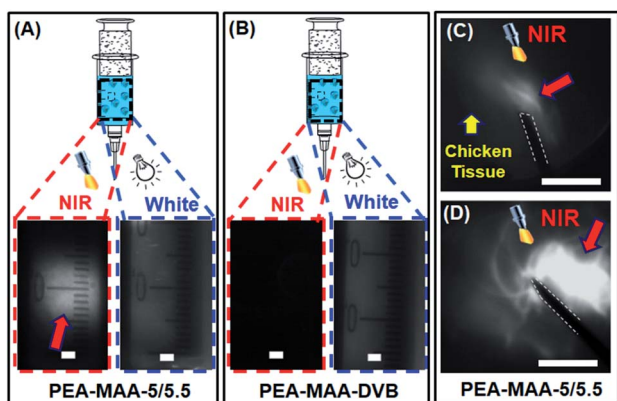 (A)
NIR
White
PEA-MAA-5/5.5
(B)
NIR
White
PEA-MAA-DVB
(C)
NIR
Chicken
Tissue
(D)
NIR
PEA-MAA-5/5.5